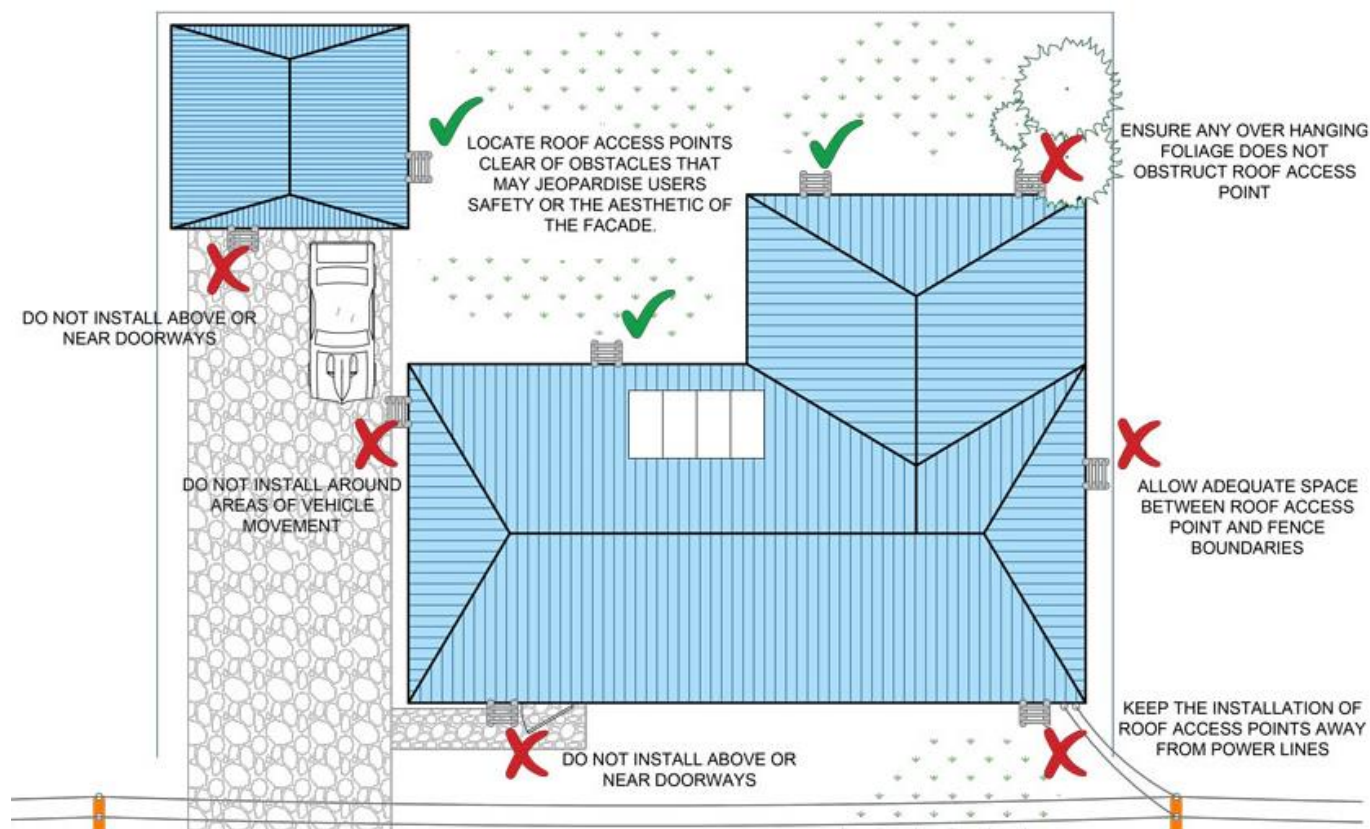 LOCATE ROOF ACCESS POINTS
CLEAR OF OBSTACLES THAT
MAY JEOPARDISE USERS
SAFETY OR THE AESTHETIC OF
THE FACADE.
ENSURE ANY OVER HANGING
FOLIAGE DOES NOT
OBSTRUCT ROOF ACCESS
POINT
DO NOT INSTALL ABOVE OR
NEAR DOORWAYS
DO NOT INSTALL AROUND
AREAS OF VEHICLE
MOVEMENT
ALLOW ADEQUATE SPACE
BETWEEN ROOF ACCESS
POINT AND FENCE
BOUNDARIES
DO NOT INSTALL ABOVE OR
NEAR DOORWAYS
KEEP THE INSTALLATION OF
ROOF ACCESS POINTS AWAY
FROM POWER LINES